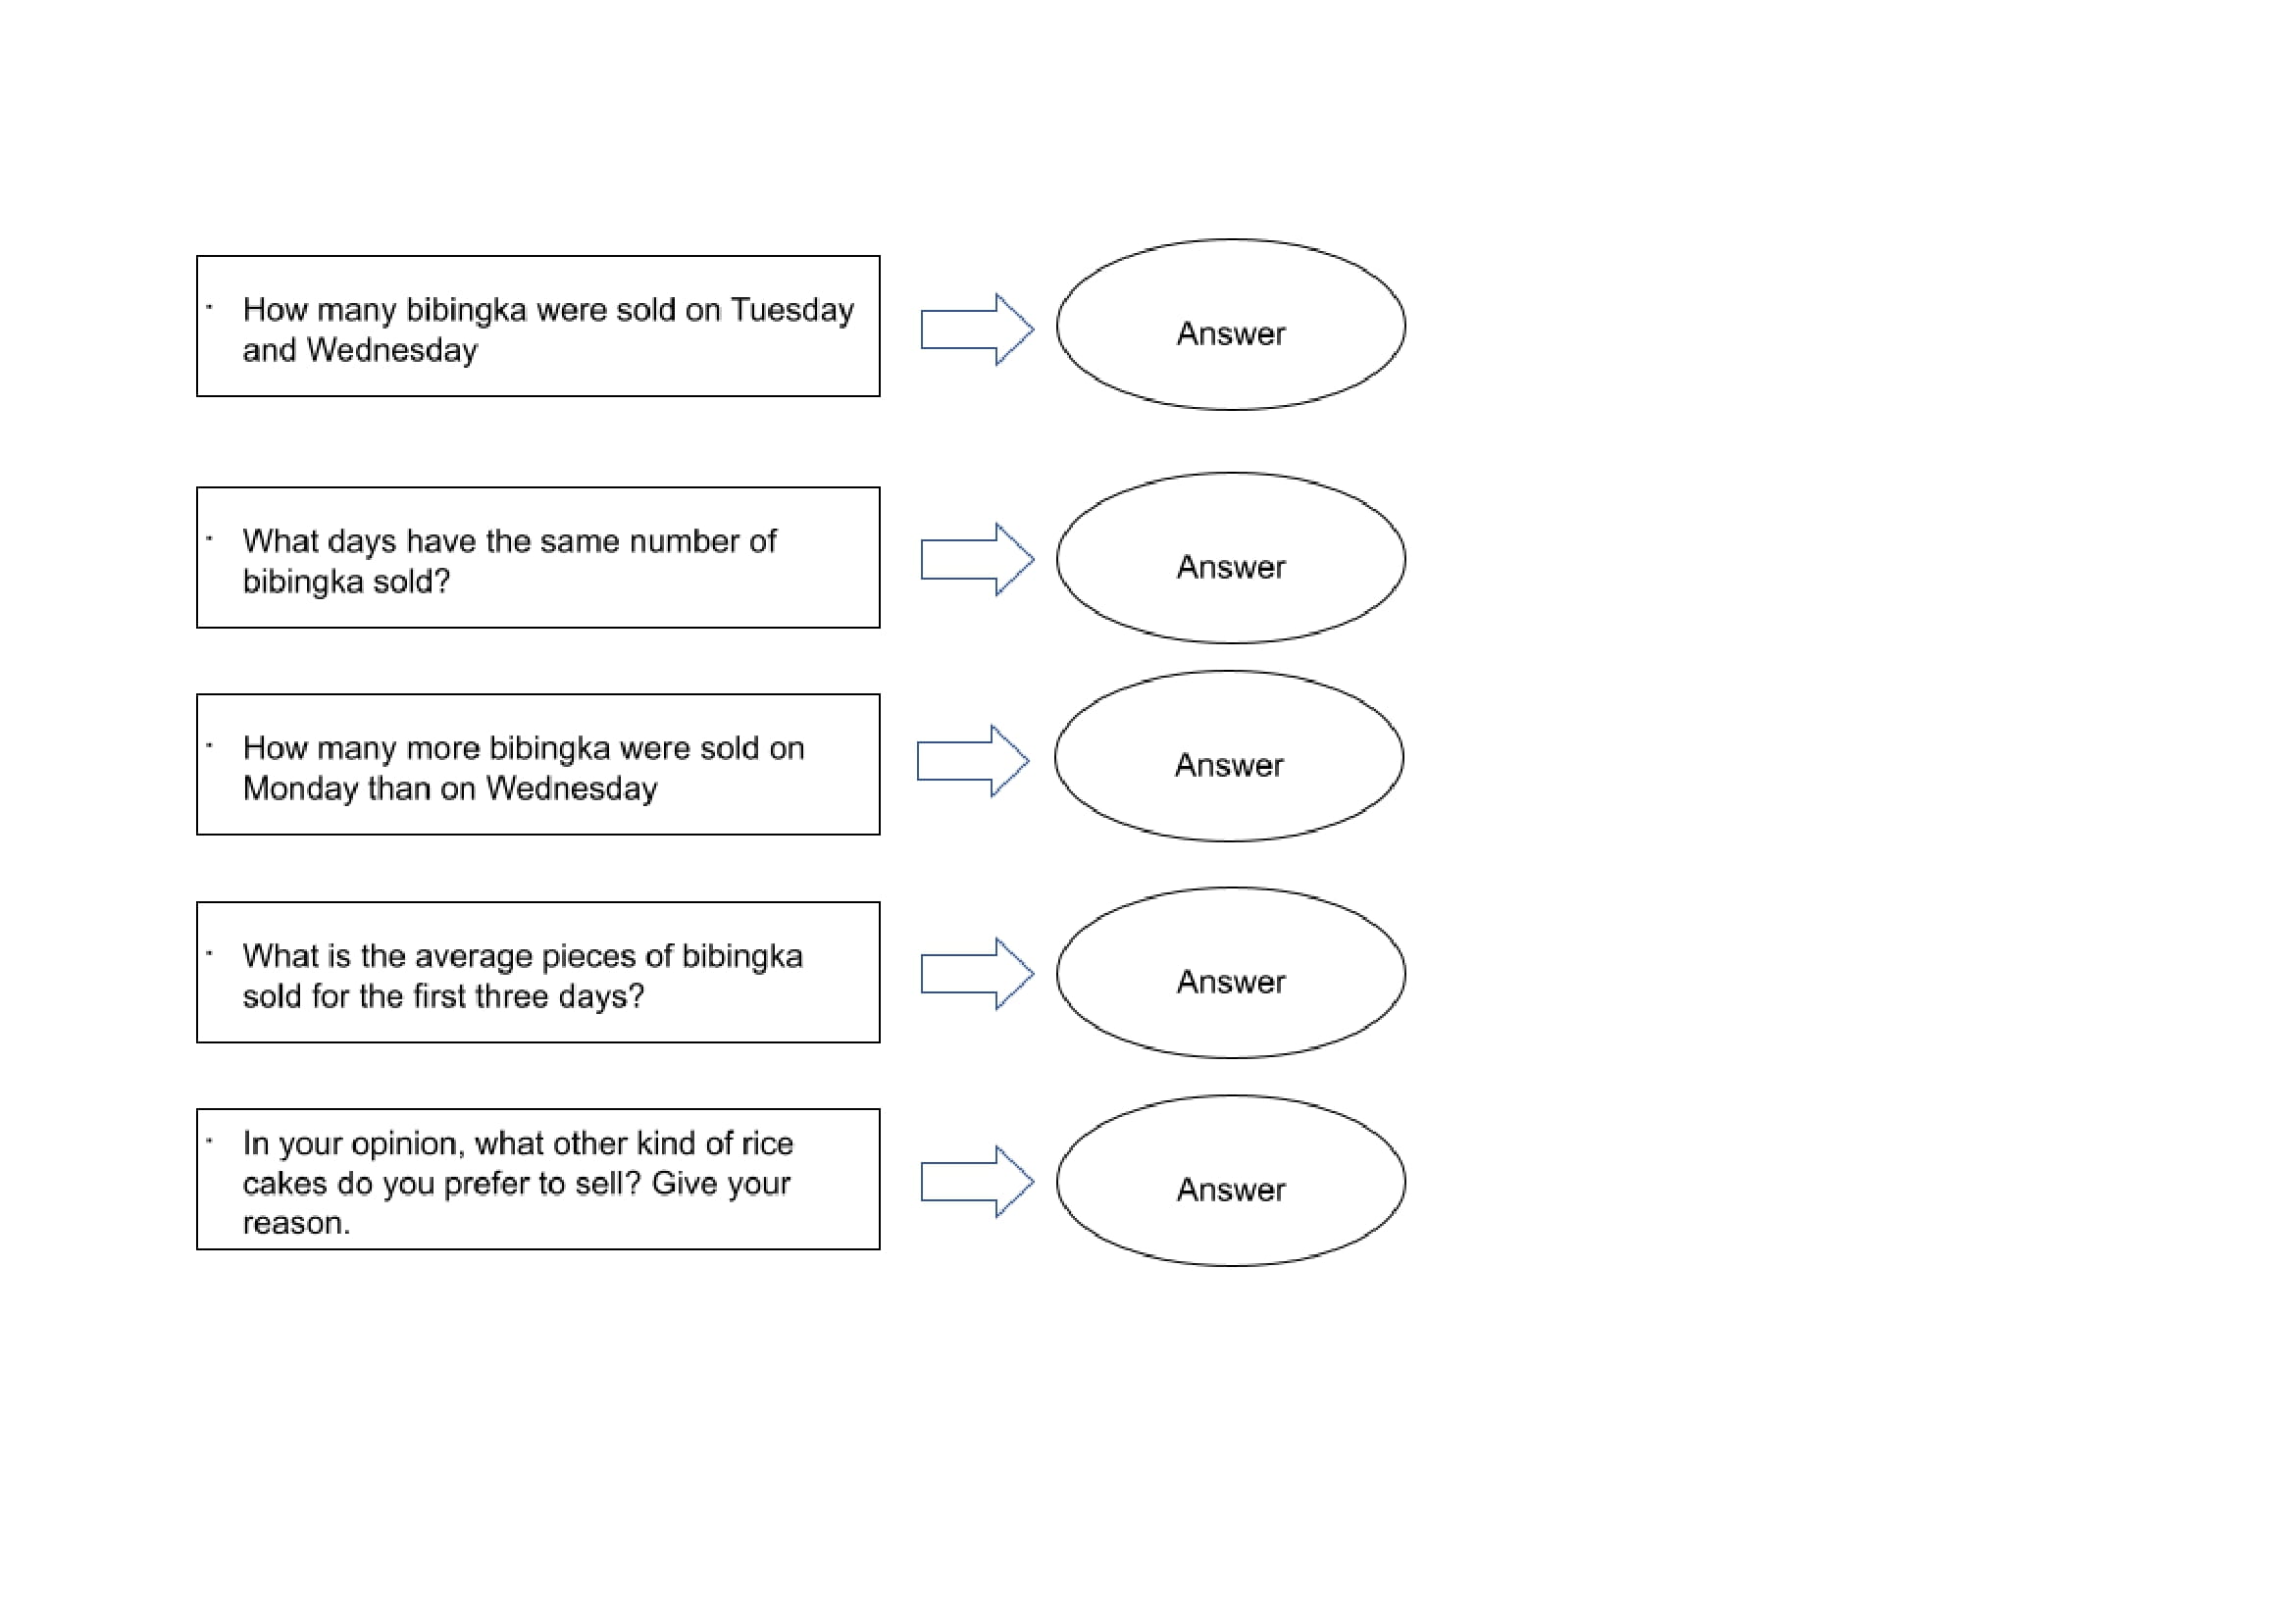 · How many bibingka were sold on Tuesday
and Wednesday
Answer
· What days have the same number of
bibingka sold?
Answer
· How many more bibingka were sold on
Monday than on Wednesday
Answer
· What is the average pieces of bibingka
sold for the first three days?
Answer
· In your opinion, what other kind of rice
cakes do you prefer to sell? Give your
reason.
Answer